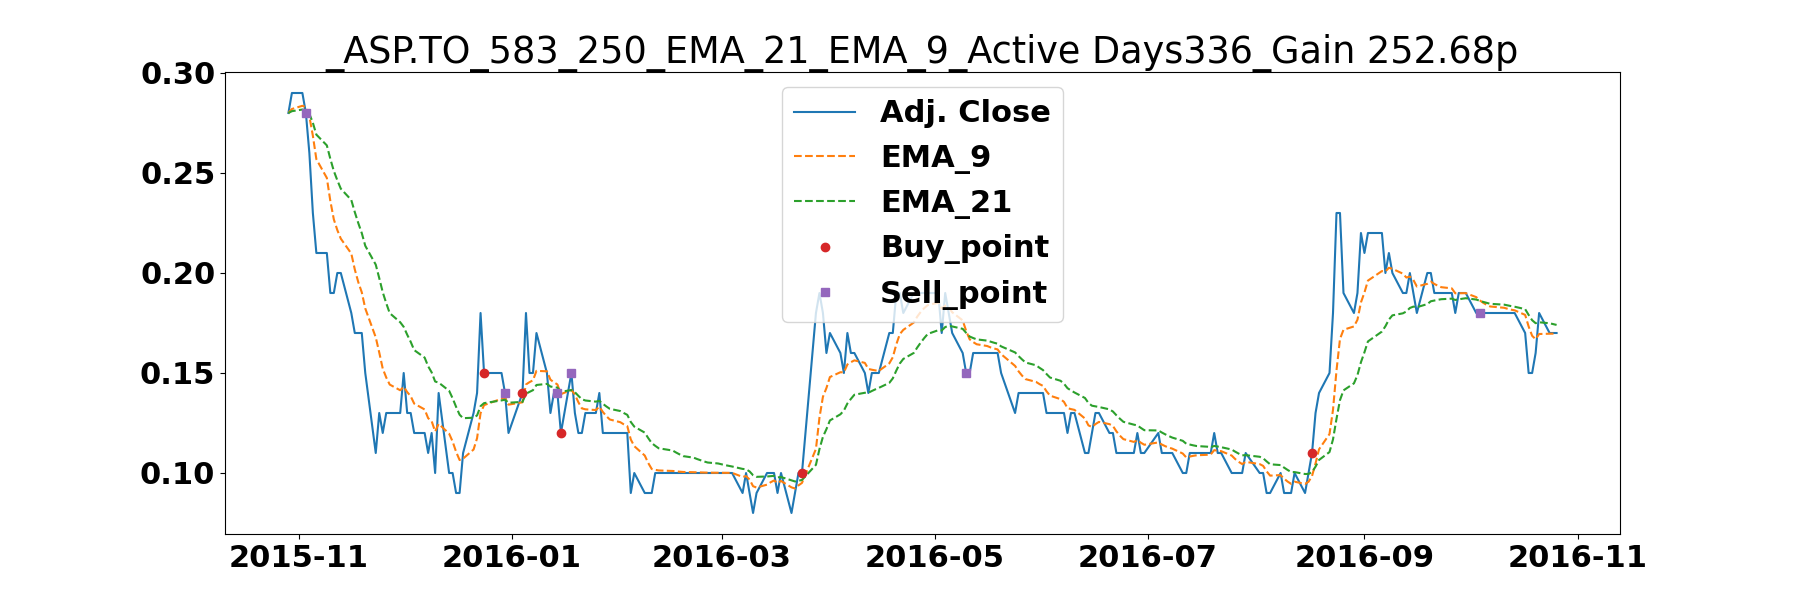 _ASP.TO_583_250_EMA_21_EMA_9_Active Days336_Gain 252.68p
0.30
0.25
0.20
0.15
0.10
Adj. Close
EMA_9
EMA_21
Buy_point
Sell_point
2015-11 2016-01 2016-03 2016-05 2016-07 2016-09 2016-11